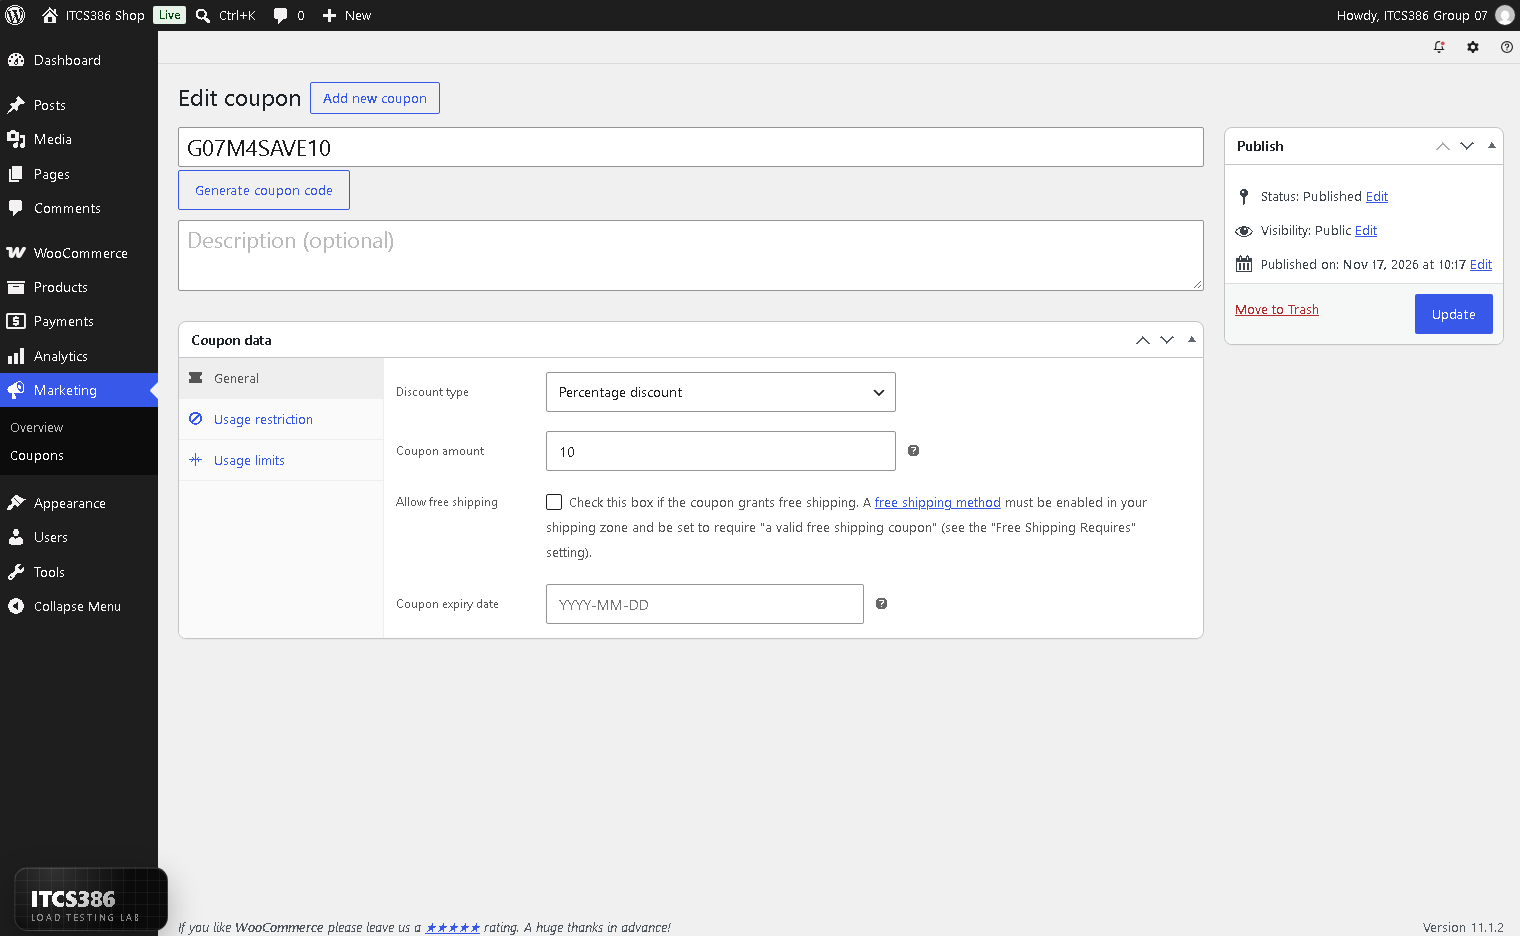 ITCS386 Shop Live Ctrl+K 0 New Howdy, ITCS386 Group 07
Dashboard
Posts
Media
Pages
Comments
WooCommerce
Products
Payments
Analytics
Marketing
Overview
Coupons
Appearance
Users
Tools
Collapse Menu
ITCS386
LOAD TESTING LAB
Edit coupon Add new coupon
G07M4SAVE10
Generate coupon code
Description (optional)
Coupon data
General
Usage restriction
Usage limits
Discount type Percentage discount
Coupon amount 10
Allow free shipping Check this box if the coupon grants free shipping. A free shipping method must be enabled in your
shipping zone and be set to require "a valid free shipping coupon" (see the "Free Shipping Requires"
setting).
Coupon expiry date YYYY-MM-DD
Publish
Status: Published Edit
Visibility: Public Edit
Published on: Nov 17, 2026 at 10:17 Edit
Move to Trash Update
If you like WooCommerce please leave us a ★★★★★ rating. A huge thanks in advance! Version 11.1.2